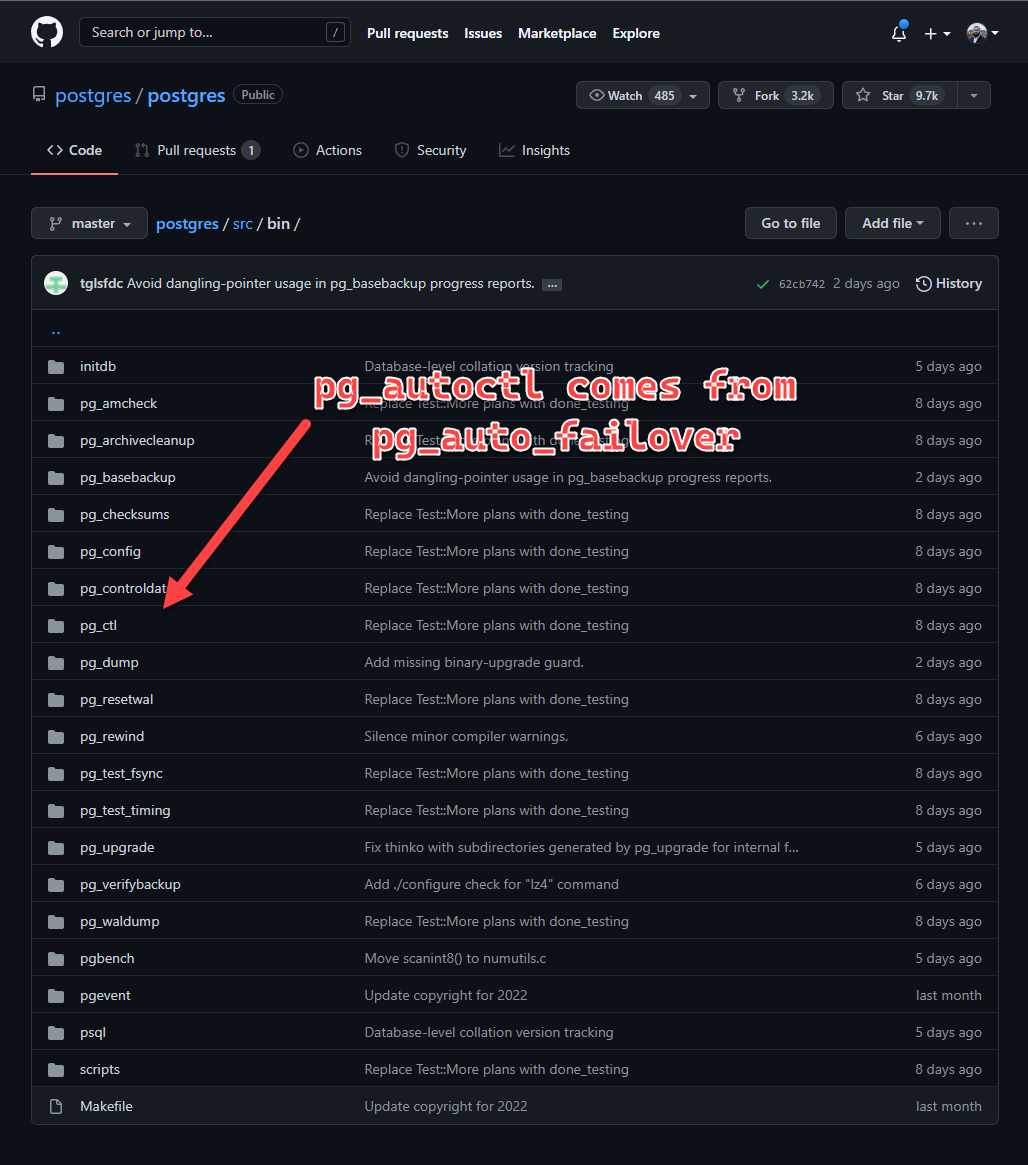 Search or jump to... /
Pull requests Issues Marketplace Explore
postgres / postgres Public
Watch 485 Fork 3.2k Star 9.7k
Code Pull requests 1 Actions Security Insights
master postgres / src / bin / Go to file Add file ...
tglsfdc Avoid dangling-pointer usage in pg_basebackup progress reports. ... 62cb742 2 days ago History
..
initdb Database-level collation version tracking 5 days ago
pg_autoctl comes from
pg_auto_failover
pg_amcheck Replace Test::More plans with done_testing 8 days ago
pg_archivecleanup 8 days ago
pg_basebackup Avoid dangling-pointer usage in pg_basebackup progress reports. 2 days ago
pg_checksums Replace Test::More plans with done_testing 8 days ago
pg_config Replace Test::More plans with done_testing 8 days ago
pg_controldat Replace Test::More plans with done_testing 8 days ago
pg_ctl Replace Test::More plans with done_testing 8 days ago
pg_dump Add missing binary-upgrade guard. 2 days ago
pg_resetwal Replace Test::More plans with done_testing 8 days ago
pg_rewind Silence minor compiler warnings. 6 days ago
pg_test_fsync Replace Test::More plans with done_testing 8 days ago
pg_test_timing Replace Test::More plans with done_testing 8 days ago
pg_upgrade Fix thinko with subdirectories generated by pg_upgrade for internal f... 5 days ago
pg_verifybackup Add ./configure check for "lz4" command 6 days ago
pg_waldump Replace Test::More plans with done_testing 8 days ago
pgbench Move scanint8() to numutils.c 5 days ago
pgevent Update copyright for 2022 last month
psql Database-level collation version tracking 5 days ago
scripts Replace Test::More plans with done_testing 8 days ago
Makefile Update copyright for 2022 last month